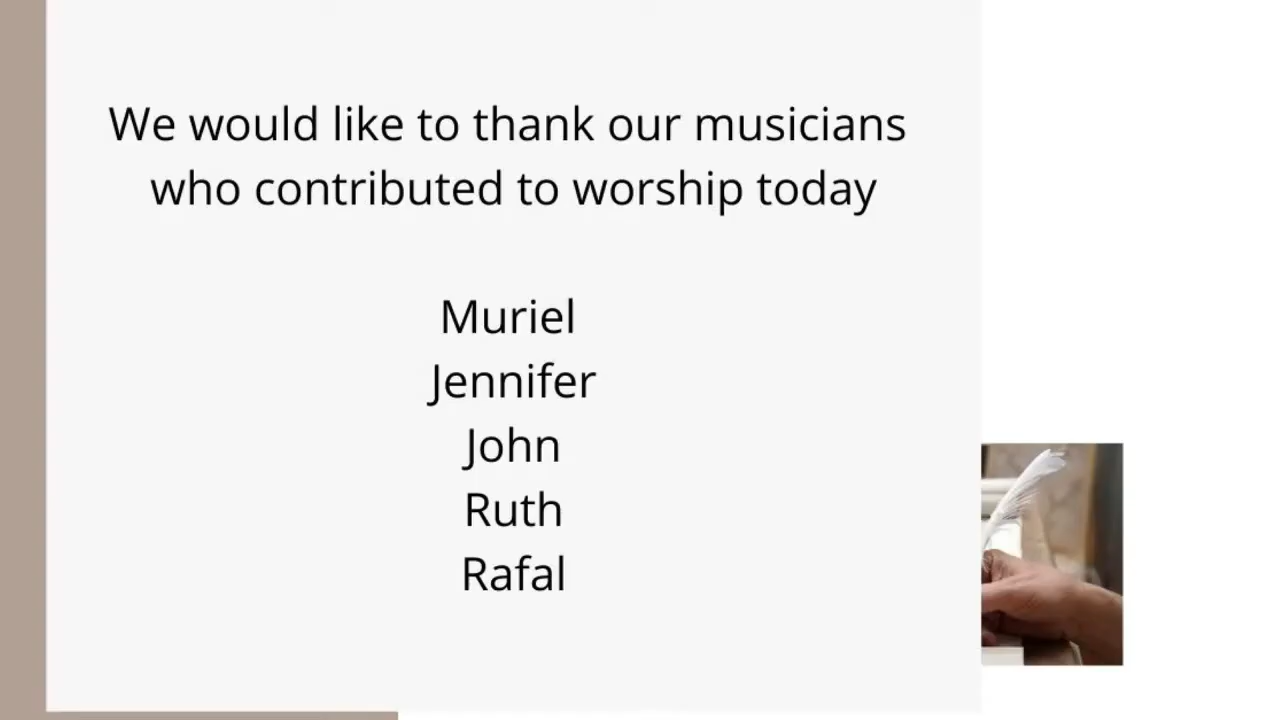 We would like to thank our musicians
who contributed to worship today
Muriel
Jennifer
John
Ruth
Rafal